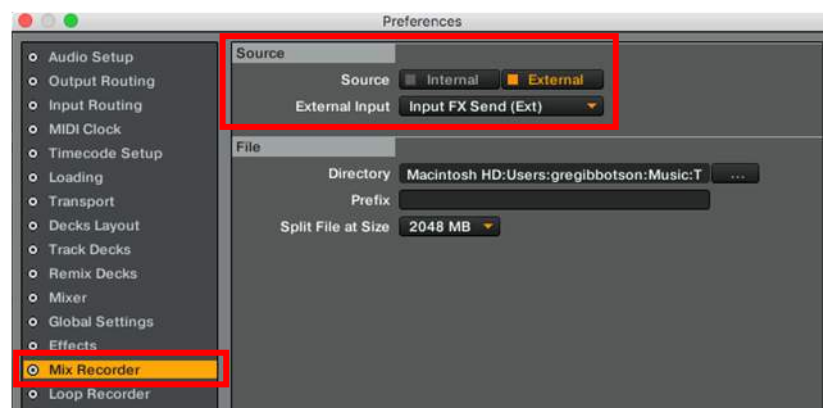 Preferences
Audio Setup
Output Routing
Input Routing
MIDI Clock
Timecode Setup
Loading
Transport
Decks Layout
Track Decks
Remix Decks
Mixer
Global Settings
Effects
Mix Recorder
Loop Recorder
Source
Source Internal External
External Input Input FX Send (Ext)
File
Directory Macintosh HD:Users:gregibbotson:Music:T ...
Prefix
Split File at Size 2048 MB